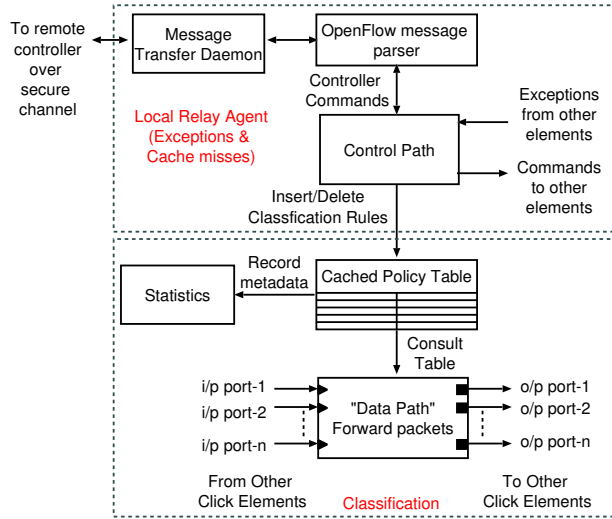 To remote
controller
over
secure
channel
Message
Transfer Daemon
OpenFlow message
parser
Controller
Commands
Local Relay Agent
(Exceptions &
Cache misses)
Control Path
Exceptions
from other
elements
Commands
to other
elements
Insert/Delete
Classfication Rules
Statistics
Record
metadata
Cached Policy Table
Consult
Table
i/p port-1
i/p port-2
i/p port-n
"Data Path"
Forward packets
o/p port-1
o/p port-2
o/p port-n
From Other
Click Elements
Classification
To Other
Click Elements